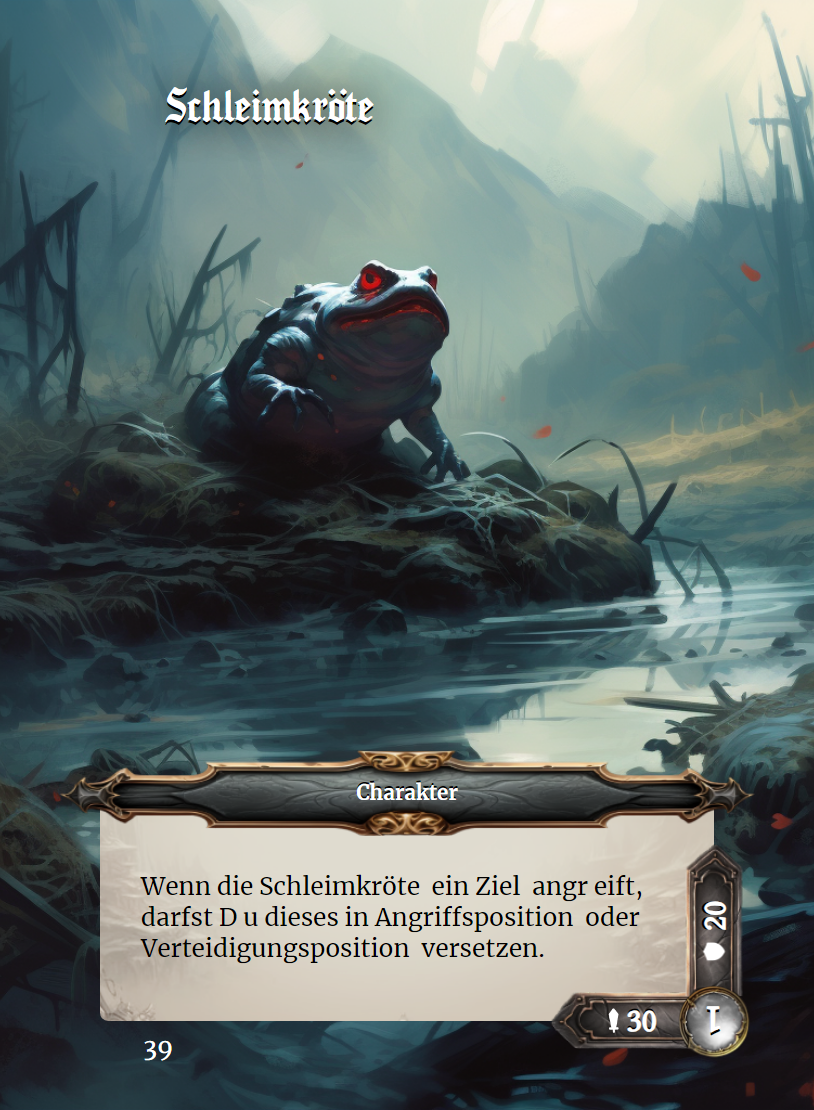 Schleimkröte
Charakter
Wenn die Schleimkröte ein Ziel angr eift,
darfst D u dieses in Angriffsposition oder
Verteidigungsposition versetzen.
20
30
1
39